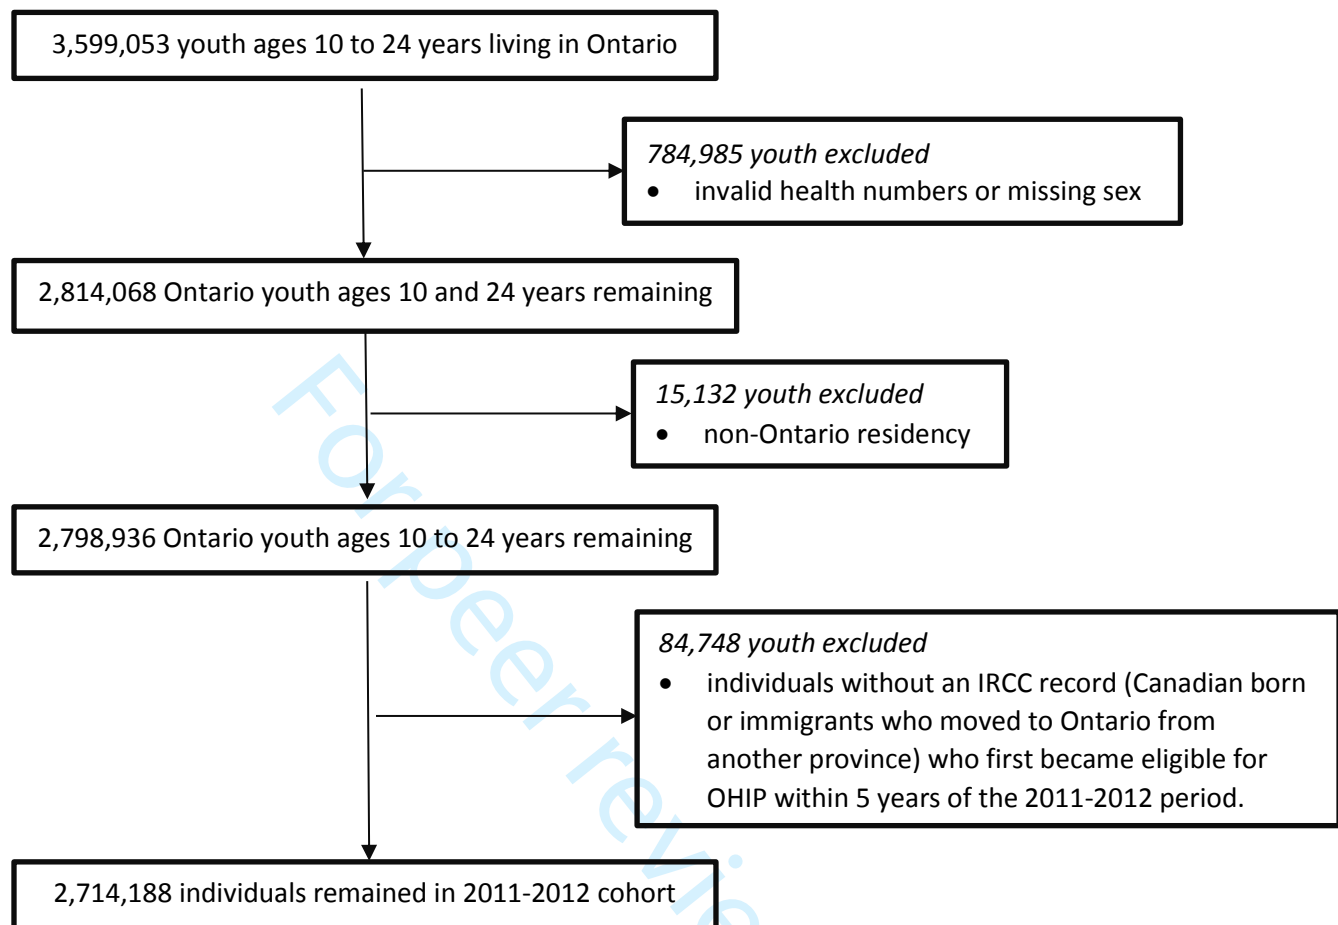 3,599,053 youth ages 10 to 24 years living in Ontario
784,985 youth excluded
• invalid health numbers or missing sex
2,814,068 Ontario youth ages 10 and 24 years remaining
15,132 youth excluded
• non-Ontario residency
2,798,936 Ontario youth ages 10 to 24 years remaining
84,748 youth excluded
• individuals without an IRCC record (Canadian born
or immigrants who moved to Ontario from
another province) who first became eligible for
OHIP within 5 years of the 2011-2012 period.
2,714,188 individuals remained in 2011-2012 cohort
For peer revie